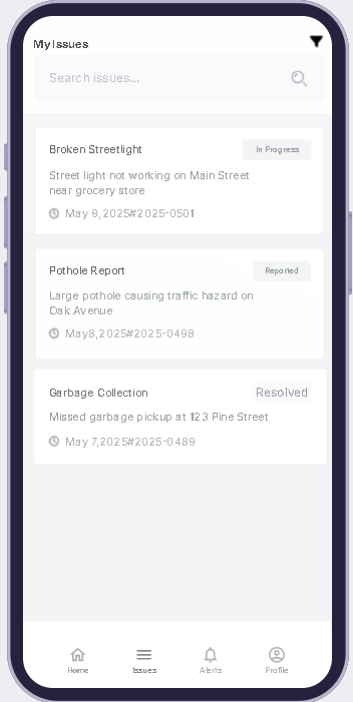 My Issues
Search issues...
Broken Streetlight
In Progress
Street light not working on Main Street
near grocery store
May 9,2025#2025-0501
Pothole Report
Reported
Large pothole causing traffic hazard on
Oak Avenue
May8,2025#2025-0498
Garbage Collection
Resolved
Missed garbage pickup at 123 Pine Street
May 7,2025#2025-0489
Home
Issues
Alerts
Profile